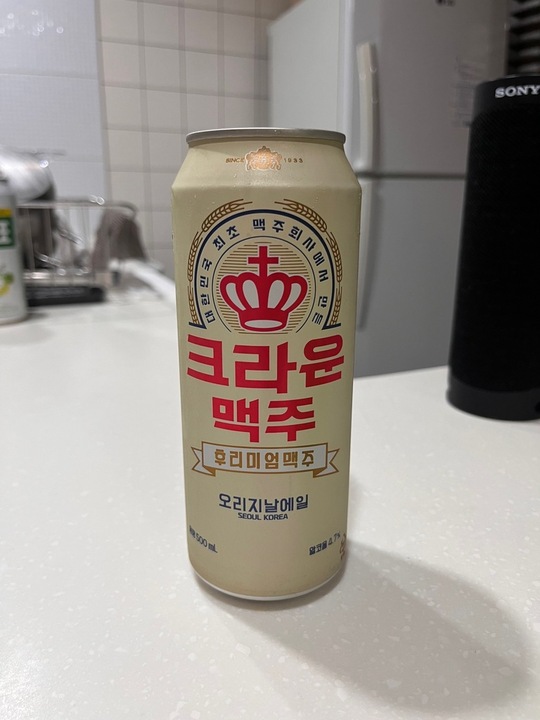 SINCE 1933
대한민국 최초 맥주회사에서 만든
크라운
맥주
후리미엄맥주
오리지날에일
SEOUL KOREA
500 mL
알코올 4.7%
SONY